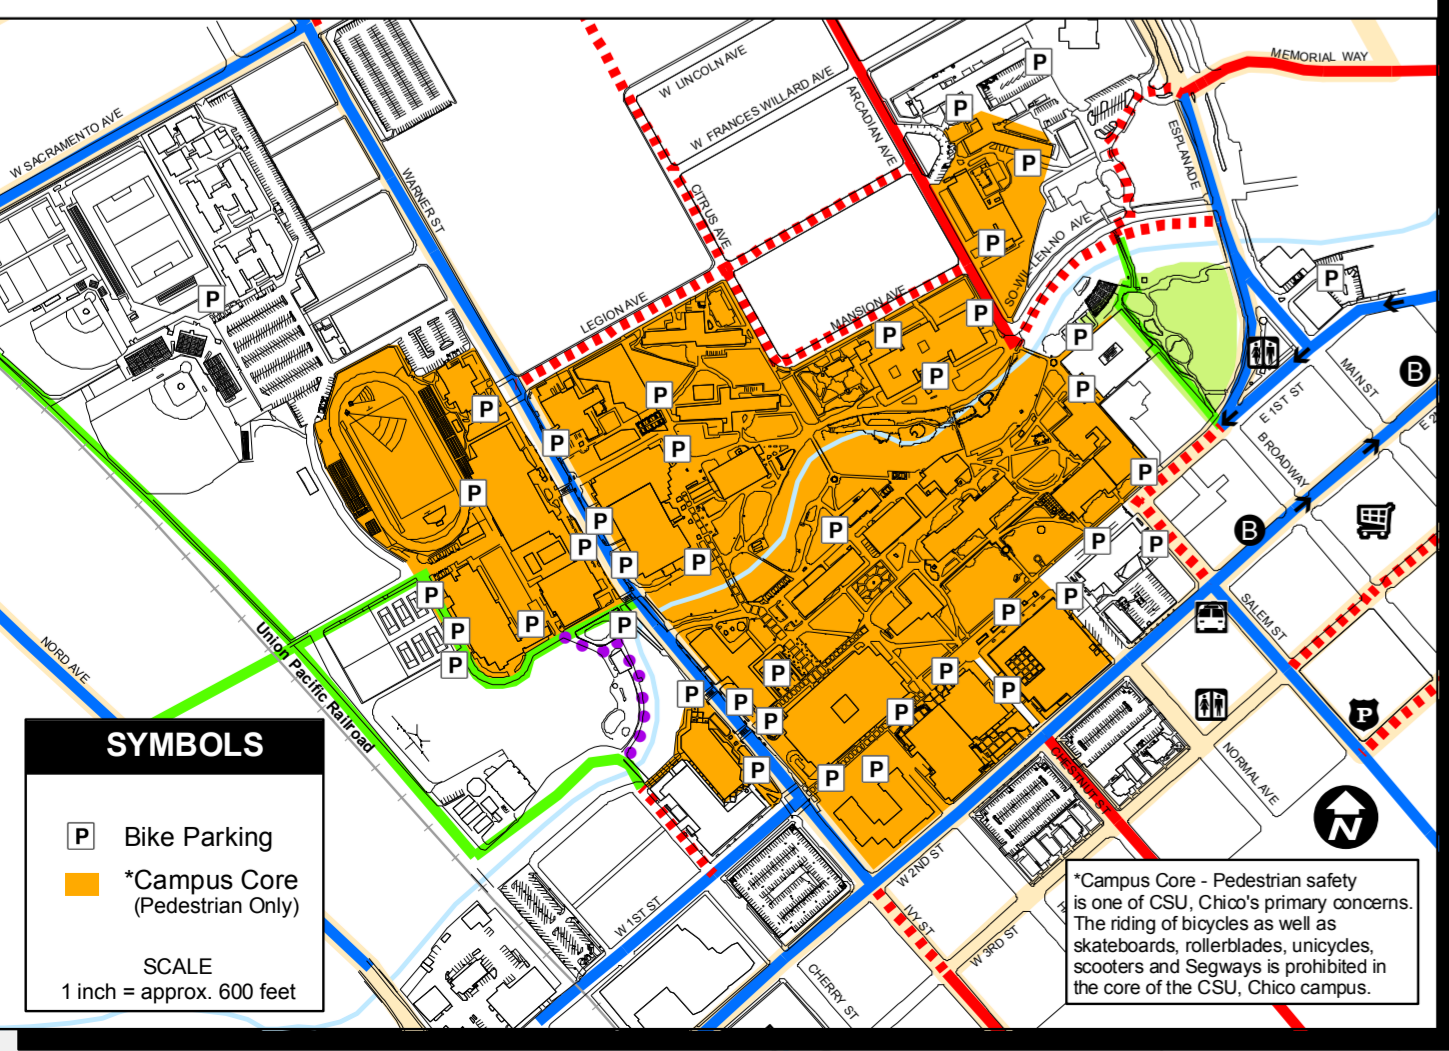 MEMORIAL WAY
W LINCOLN AVE
W FRANCES WILLARD AVE
ARCADIAN AVE
ESPLANADE
W SACRAMENTO AVE
WARNER ST
CITRUS AVE
SO-WIL-LEN-NO AVE
LEGION AVE
MANSION AVE
MAIN ST
E 1ST ST
E 2
BROADWAY
B
B
SALEM ST
NORD AVE
Union Pacific Railroad
CHESTNUT ST
NORMAL AVE
W 2ND ST
IVY ST
W 3RD ST
W 1ST ST
CHERRY ST
P
N
SYMBOLS
P Bike Parking
*Campus Core
(Pedestrian Only)
SCALE
1 inch = approx. 600 feet
*Campus Core - Pedestrian safety
is one of CSU, Chico's primary concerns.
The riding of bicycles as well as
skateboards, rollerblades, unicycles,
scooters and Segways is prohibited in
the core of the CSU, Chico campus.